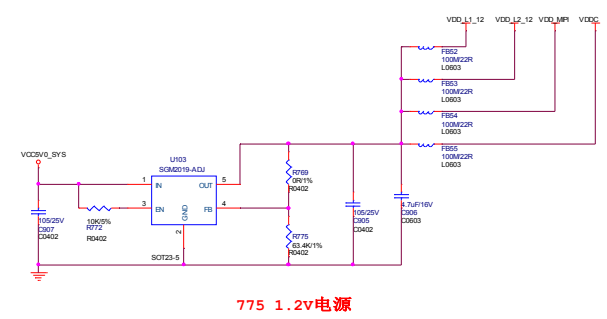 VDD_L1_12
VDD_L2_12
VDD_MIPI
VDDC
FB52
100M/22R
L0603
FB53
100M/22R
L0603
FB54
100M/22R
L0603
FB55
100M/22R
L0603
VCC5V0_SYS
U103
SGM2019-ADJ
1
IN
OUT
5
3
EN
FB
4
GND
2
SOT23-5
10K/5%
R772
R0402
105/25V
C907
C0402
R769
0R/1%
R0402
R775
63.4K/1%
R0402
105/25V
C905
C0402
4.7uF/16V
C906
C0603
775 1.2V电源